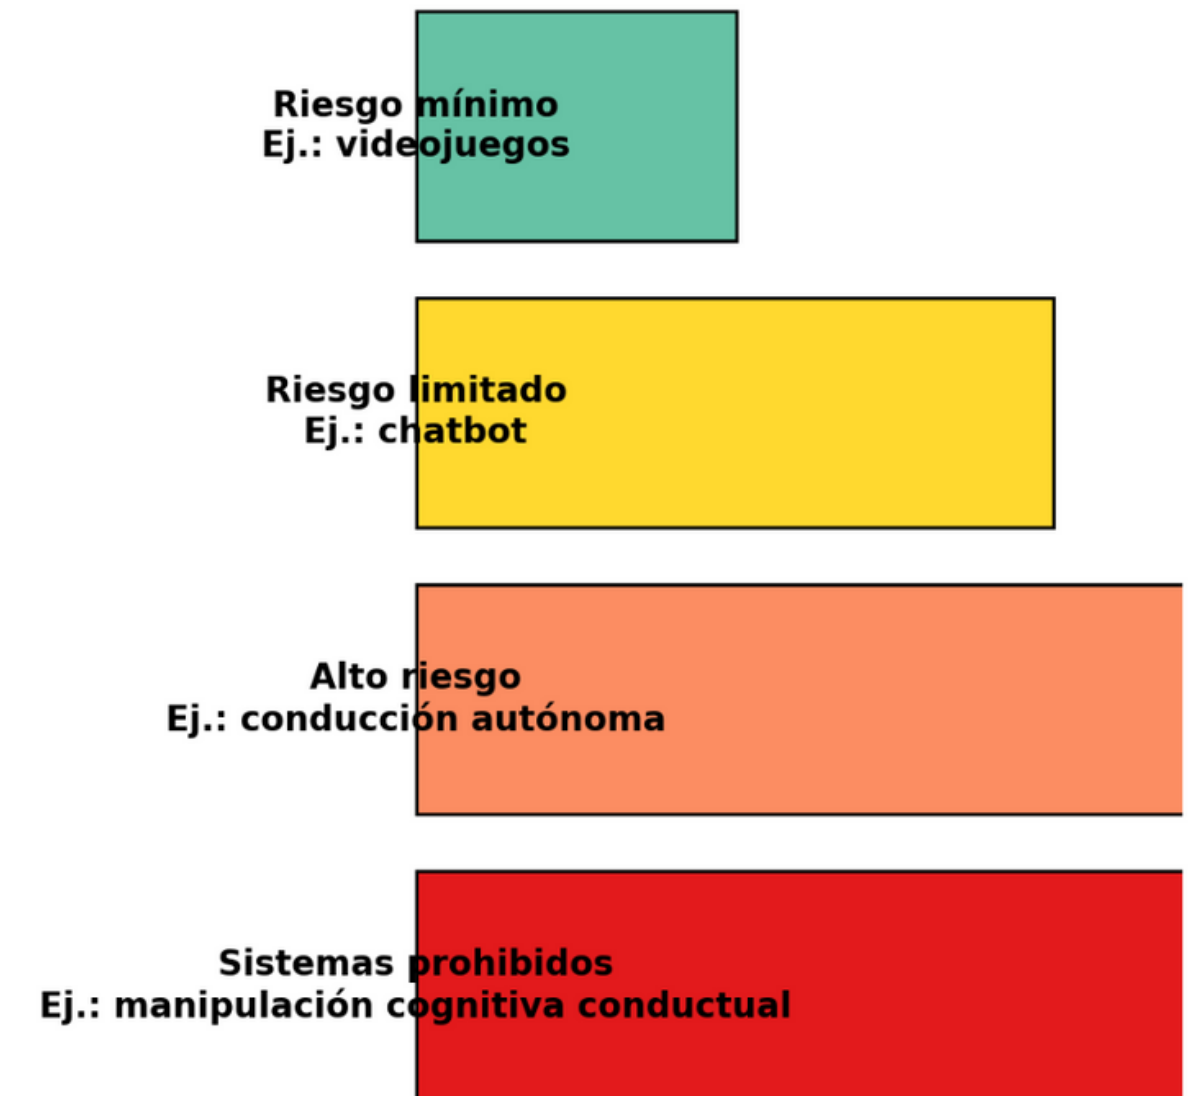 Riesgo mínimo
Ej.: videojuegos
Riesgo limitado
Ej.: chatbot
Alto riesgo
Ej.: conducción autónoma
Sistemas prohibidos
Ej.: manipulación cognitiva conductual